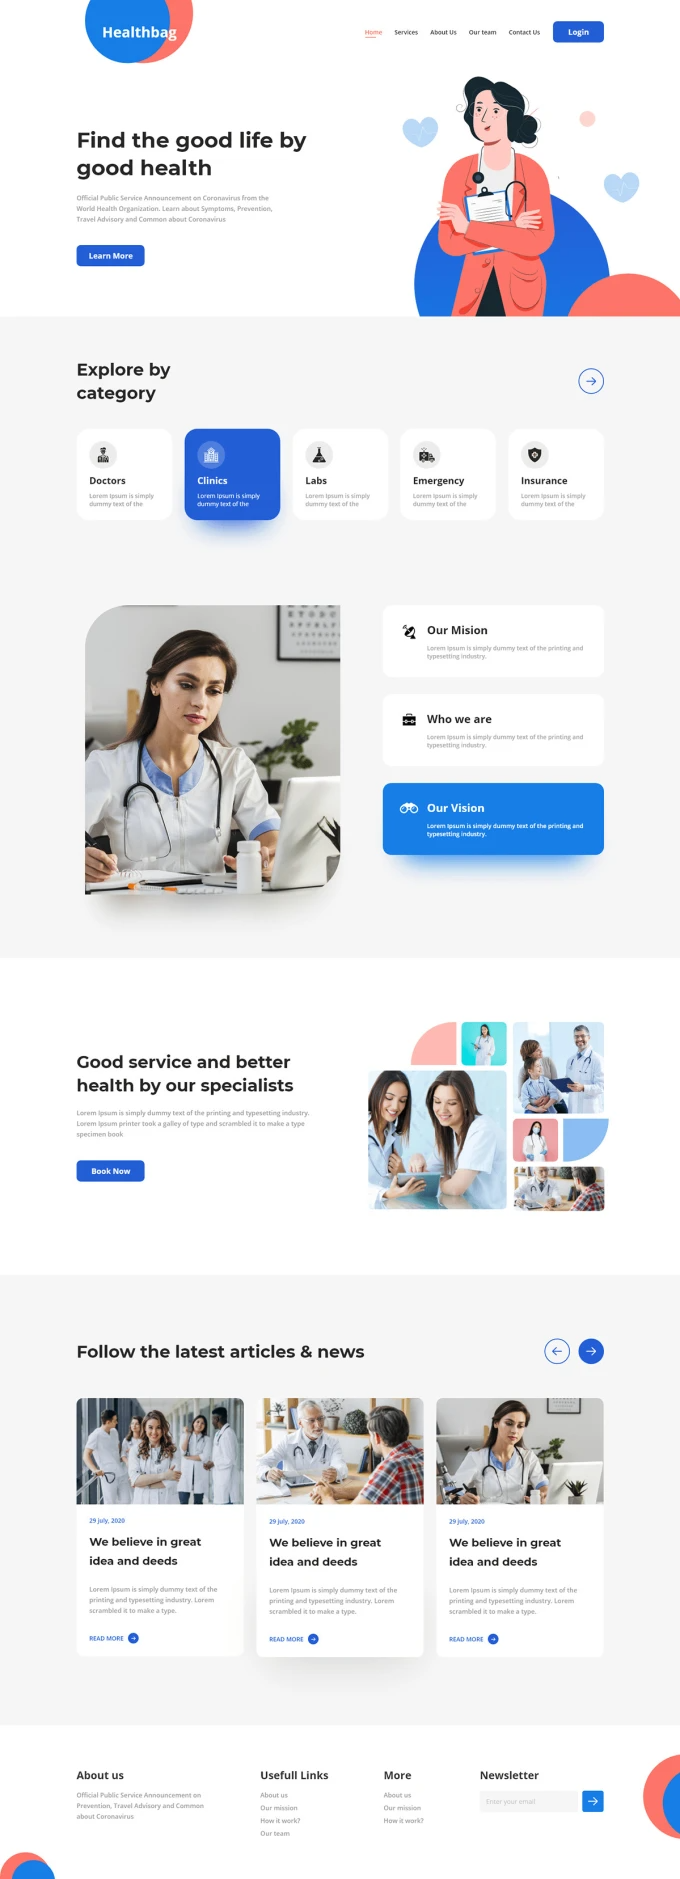 Healthbag
Home Services About Us Our team Contact Us Login
Find the good life by
good health
Official Public Service Announcement on Coronavirus from the
World Health Organization. Learn about Symptoms, Prevention,
Travel Advisory and Common about Coronavirus
Learn More
Explore by
category
Doctors
Lorem Ipsum is simply
dummy text of the
Clinics
Lorem Ipsum is simply
dummy text of the
Labs
Lorem Ipsum is simply
dummy text of the
Emergency
Lorem Ipsum is simply
dummy text of the
Insurance
Lorem Ipsum is simply
dummy text of the
Our Mision
Lorem Ipsum is simply dummy text of the printing and
typesetting industry.
Who we are
Lorem Ipsum is simply dummy text of the printing and
typesetting industry.
Our Vision
Lorem Ipsum is simply dummy text of the printing and
typesetting industry.
Good service and better
health by our specialists
Lorem Ipsum is simply dummy text of the printing and typesetting industry.
Lorem Ipsum printer took a galley of type and scrambled it to make a type
specimen book
Book Now
Follow the latest articles & news
29 July, 2020
We believe in great
idea and deeds
Lorem Ipsum is simply dummy text of the
printing and typesetting industry. Lorem
scrambled it to make a type.
READ MORE
29 July, 2020
We believe in great
idea and deeds
Lorem Ipsum is simply dummy text of the
printing and typesetting industry. Lorem
scrambled it to make a type.
READ MORE
29 July, 2020
We believe in great
idea and deeds
Lorem Ipsum is simply dummy text of the
printing and typesetting industry. Lorem
scrambled it to make a type.
READ MORE
About us
Official Public Service Announcement on
Prevention, Travel Advisory and Common
about Coronavirus
Usefull Links
About us
Our mission
How it work?
Our team
More
About us
Our mission
How it work?
Newsletter
Enter your email